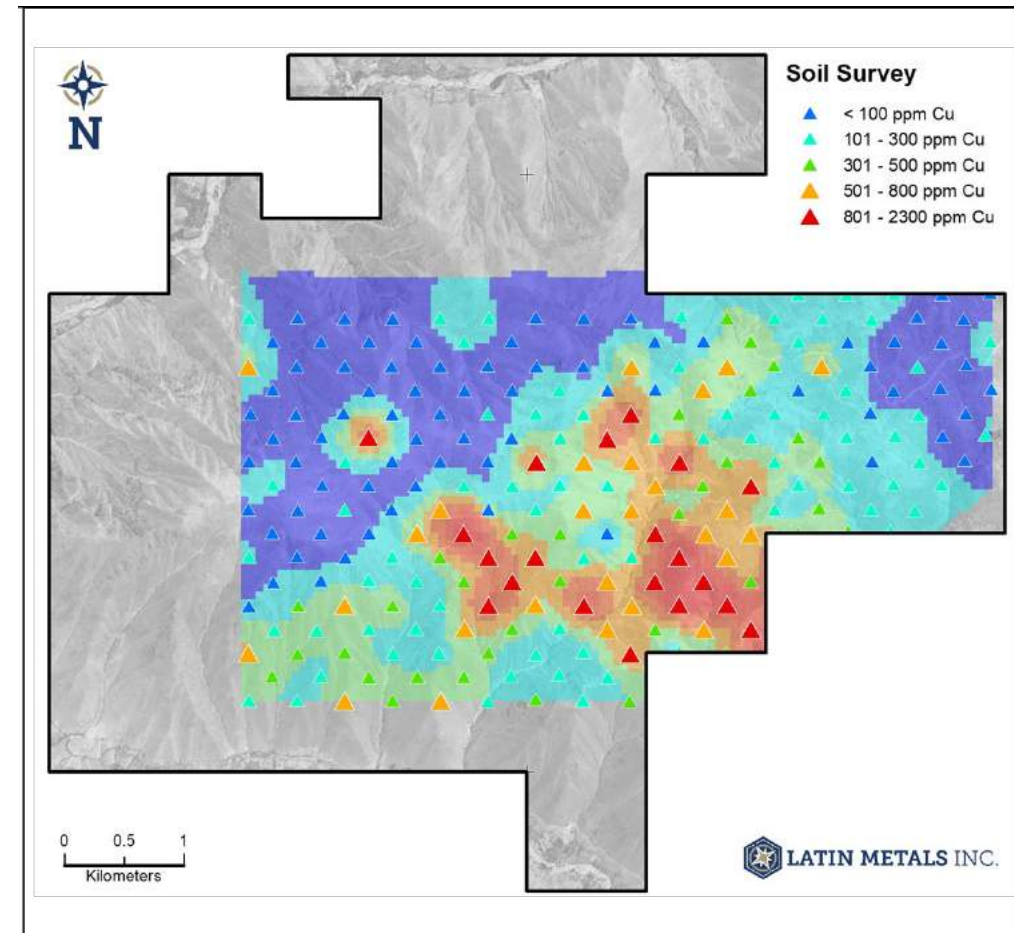 N
Soil Survey
< 100 ppm Cu
101 - 300 ppm Cu
301 - 500 ppm Cu
501 - 800 ppm Cu
801 - 2300 ppm Cu
0 0.5 1
Kilometers
LATIN METALS INC.